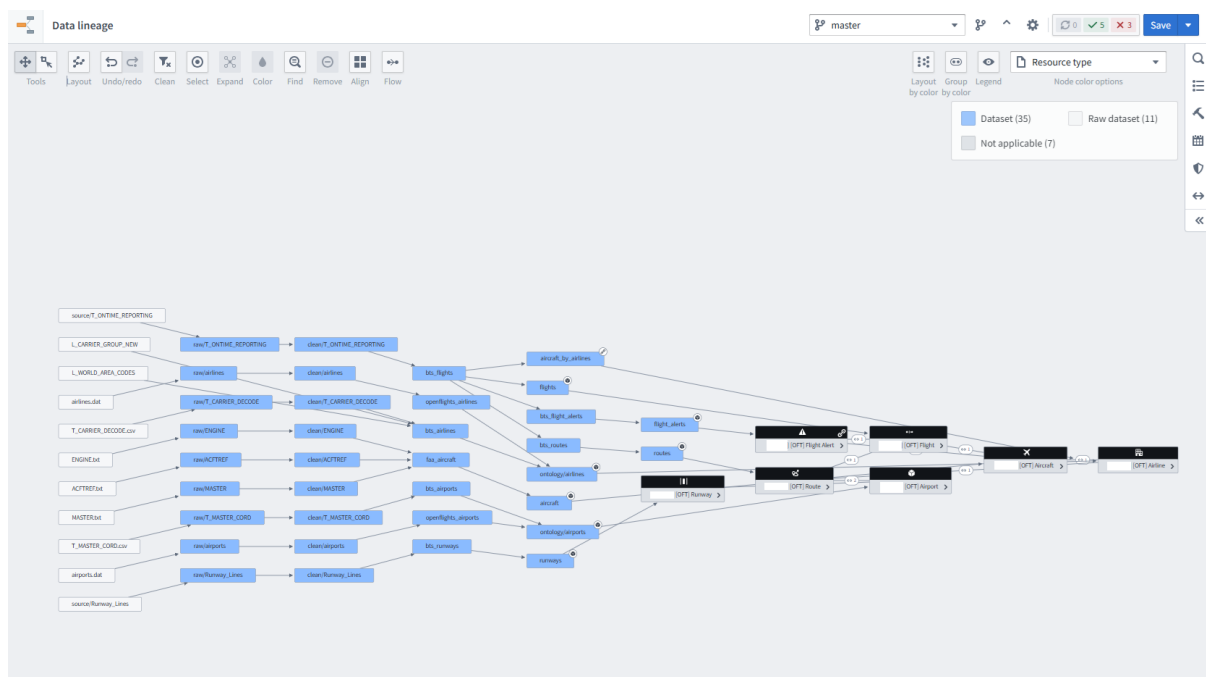 Data lineage
master
0
5
3
Save
Tools
Layout
Undo/redo
Clean
Select
Expand
Color
Find
Remove
Align
Flow
Layout by color
Group by color
Legend
Resource type
Node color options
Dataset (35)
Raw dataset (11)
Not applicable (7)
source/T_ONTIME_REPORTING
L_CARRIER_GROUP_NEW
L_WORLD_AREA_CODES
airlines.dat
T_CARRIER_DECODE.csv
ENGINE.txt
ACFTREF.txt
MASTER.txt
T_MASTER_CORD.csv
airports.dat
source/Runway_Lines
raw/T_ONTIME_REPORTING
raw/airlines
raw/T_CARRIER_DECODE
raw/ENGINE
raw/ACFTREF
raw/MASTER
raw/T_MASTER_CORD
raw/airports
raw/Runway_Lines
clean/T_ONTIME_REPORTING
clean/airlines
clean/T_CARRIER_DECODE
clean/ENGINE
clean/ACFTREF
clean/MASTER
clean/T_MASTER_CORD
clean/airports
clean/Runway_Lines
bts_flights
openflights_airlines
bts_airlines
faa_aircraft
bts_airports
openflights_airports
bts_runways
aircraft_by_airlines
flights
bts_flight_alerts
bts_routes
ontology/airlines
aircraft
ontology/airports
runways
flight_alerts
routes
[OFT] Runway
[OFT] Flight Alert
[OFT] Route
[OFT] Flight
[OFT] Airport
[OFT] Aircraft
[OFT] Airline